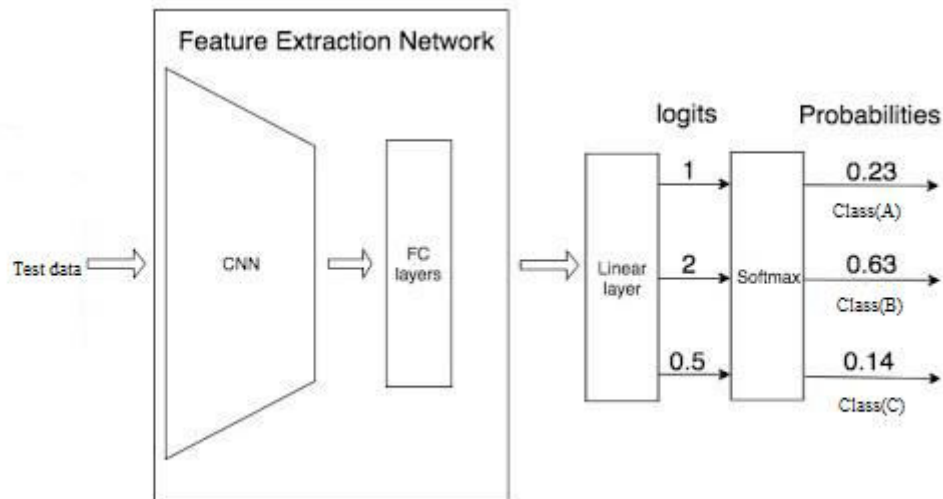 Feature Extraction Network
logits
Probabilities
1
0.23
Class(A)
Test data
CNN
FC
layers
Linear
layer
2
Softmax
0.63
Class(B)
0.5
0.14
Class(C)